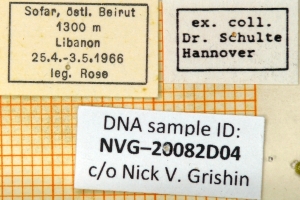 Sofar, östl. Beirut
1300 m
Libanon
25.4.-3.5.1966
leg. Rose
ex. coll.
Dr. Schulte
Hannover
DNA sample ID:
NVG–20082D04
c/o Nick V. Grishin